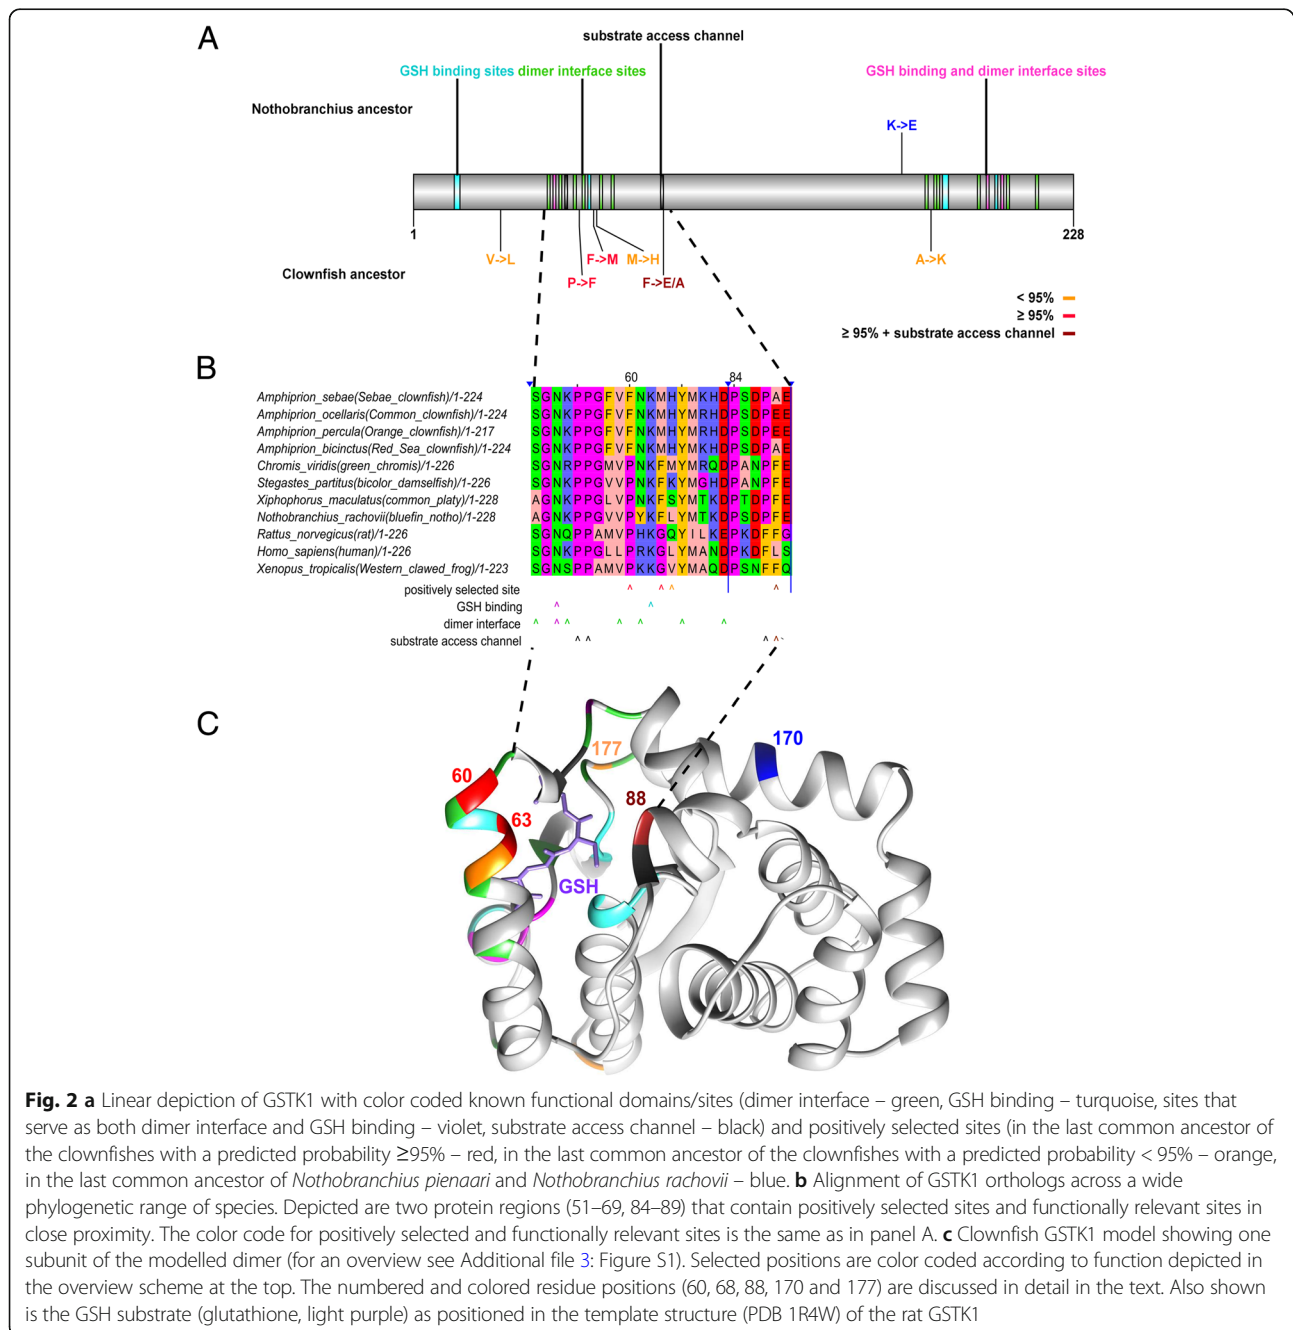 A
substrate access channel
GSH binding sites dimer interface sites
GSH binding and dimer interface sites
Nothobranchius ancestor
K->E
1
228
V->L
F->M
M->H
A->K
Clownfish ancestor
P->F
F->E/A
< 95%
≥ 95%
≥ 95% + substrate access channel
B
60
84
Amphiprion_sebae(Sebae_clownfish)/1-224 SGNKPPGFVFNKMHYMKHDPSDPAE
Amphiprion_ocellaris(Common_clownfish)/1-224 SGNKPPGFVFNKMHYMRHDPSDPEE
Amphiprion_percula(Orange_clownfish)/1-217 SGNKPPGFVFNKMHYMRHDPSDPEE
Amphiprion_bicinctus(Red_Sea_clownfish)/1-224 SGNKPPGFVFNKMHYMKHDPSDPAE
Chromis_viridis(green_chromis)/1-226 SGNRPPGMVPNKFMYMRQDPANPFE
Stegastes_partitus(bicolor_damselfish)/1-226 SGNKPPGVVPNKFKYMGHDPANPFE
Xiphophorus_maculatus(common_platy)/1-228 AGNKPPGLVPNKFSYMTKDPTDPFE
Nothobranchius_rachovii(bluefin_notho)/1-228 AGNKPPGVVPYKFLYMTKDPSDPFE
Rattus_norvegicus(rat)/1-226 SGNQPPAMVPHKGQYILKEPKDFFG
Homo_sapiens(human)/1-226 SGNKPPGLLPRKGLYMANDPKDFLS
Xenopus_tropicalis(Western_clawed_frog)/1-223 SGNSPPAMVPKKGVYMAQDPSNFFQ
positively selected site
GSH binding
dimer interface
substrate access channel
C
177
170
60
88
63
GSH
Fig. 2 a Linear depiction of GSTK1 with color coded known functional domains/sites (dimer interface – green, GSH binding – turquoise, sites that
serve as both dimer interface and GSH binding – violet, substrate access channel – black) and positively selected sites (in the last common ancestor of
the clownfishes with a predicted probability ≥95% – red, in the last common ancestor of the clownfishes with a predicted probability < 95% – orange,
in the last common ancestor of Nothobranchius pienaari and Nothobranchius rachovii – blue. b Alignment of GSTK1 orthologs across a wide
phylogenetic range of species. Depicted are two protein regions (51–69, 84–89) that contain positively selected sites and functionally relevant sites in
close proximity. The color code for positively selected and functionally relevant sites is the same as in panel A. c Clownfish GSTK1 model showing one
subunit of the modelled dimer (for an overview see Additional file 3: Figure S1). Selected positions are color coded according to function depicted in
the overview scheme at the top. The numbered and colored residue positions (60, 68, 88, 170 and 177) are discussed in detail in the text. Also shown
is the GSH substrate (glutathione, light purple) as positioned in the template structure (PDB 1R4W) of the rat GSTK1